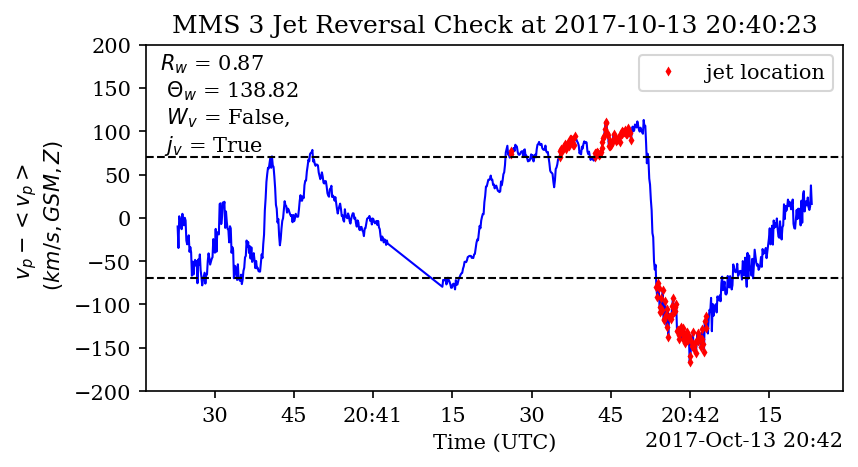 MMS 3 Jet Reversal Check at 2017-10-13 20:40:23
200
150
100
50
0
−50
−100
−150
−200
v_p − < v_p >
(km/s, GSM, Z)
R_w = 0.87
Θ_w = 138.82
W_v = False,
j_v = True
jet location
30 45 20:41 15 30 45 20:42 15
Time (UTC)
2017-Oct-13 20:42